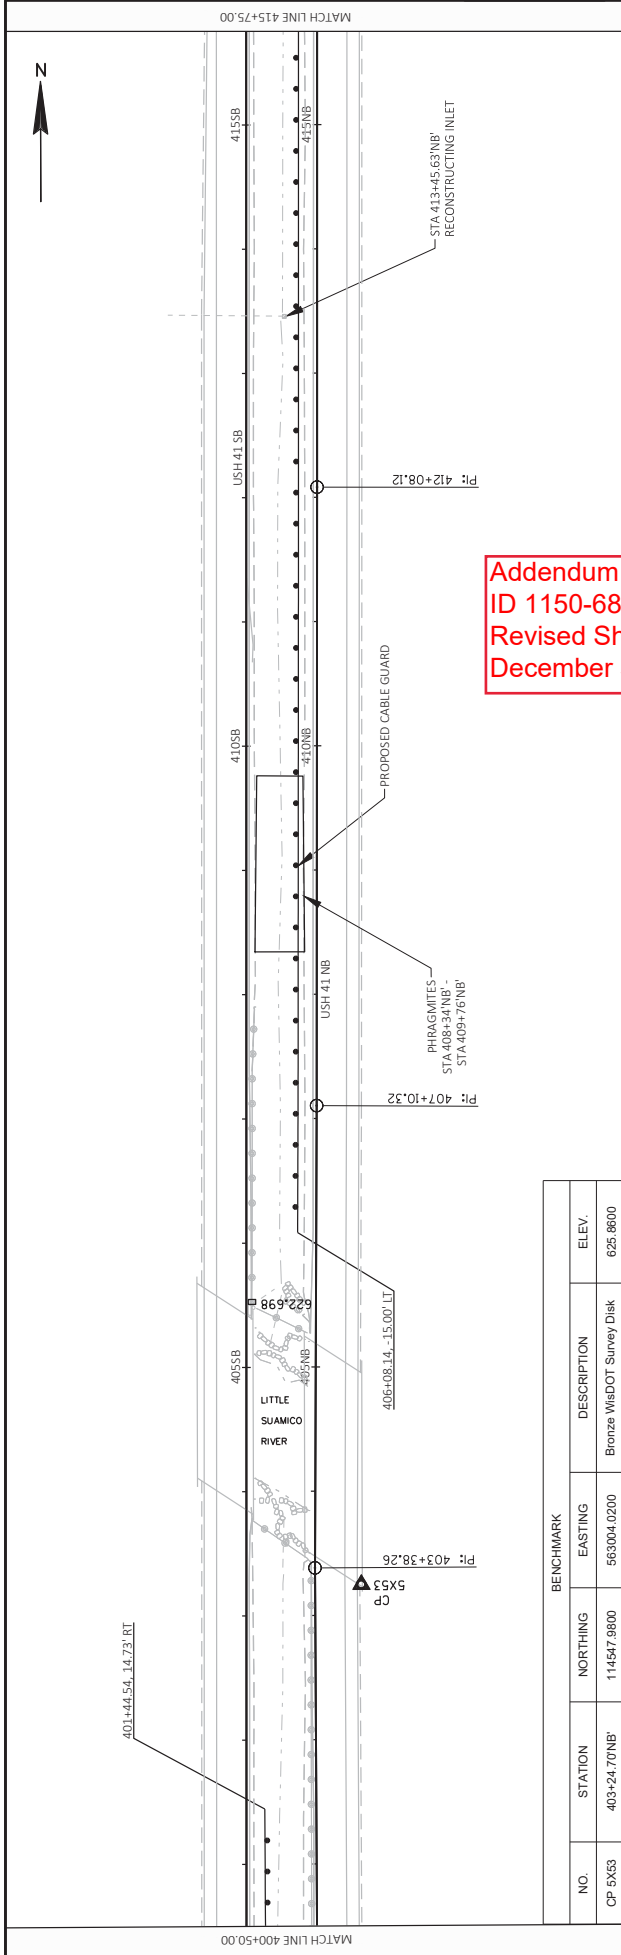 MATCH LINE 415+75.00
N
415SB
415NB
STA 413+45.63'NB'
RECONSTRUCTING INLET
USH 41 SB
PI: 412+08.12
Addendum
ID 1150-68
Revised Sh
December
PROPOSED CABLE GUARD
410SB
410NB
USH 41 NB
PHRAGMITES
STA 408+34'NB' -
STA 409+76'NB'
PI: 407+10.32
622.698
406+08.14, -15.00' LT
405SB
405NB
LITTLE
SUAMICO
RIVER
PI: 403+38.26
CP
5X53
401+44.54, 14.73' RT
BENCHMARK
NO. STATION NORTHING EASTING DESCRIPTION ELEV.
CP 5X53 403+24.70'NB' 114547.9800 563004.0200 Bronze WisDOT Survey Disk 625.8600
MATCH LINE 400+50.00